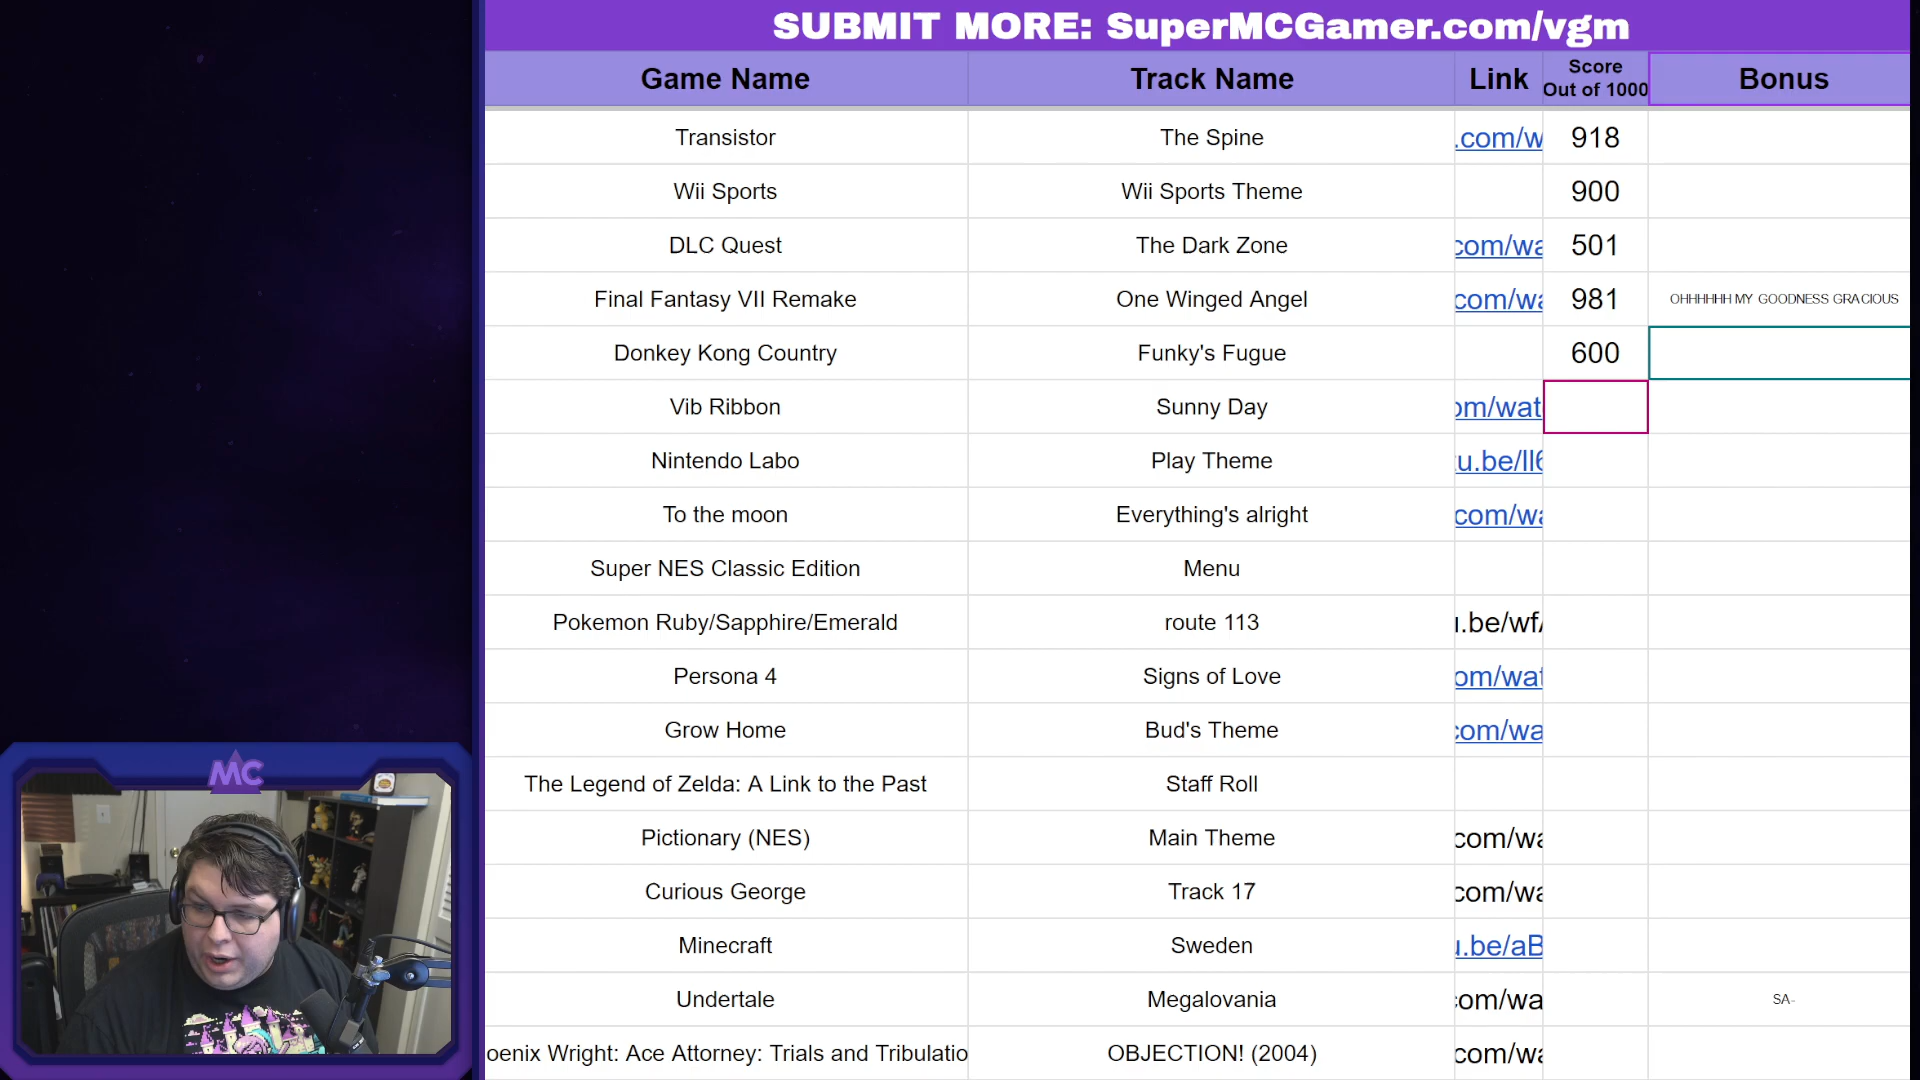 SUBMIT MORE: SuperMCGamer.com/vgm
Game Name Track Name Link Score Out of 1000 Bonus
Transistor The Spine .com/w 918
Wii Sports Wii Sports Theme 900
DLC Quest The Dark Zone com/wa 501
Final Fantasy VII Remake One Winged Angel com/wa 981 OHHHHHH MY GOODNESS GRACIOUS
Donkey Kong Country Funky's Fugue 600
Vib Ribbon Sunny Day om/wat
Nintendo Labo Play Theme u.be/ll6
To the moon Everything's alright com/wa
Super NES Classic Edition Menu
Pokemon Ruby/Sapphire/Emerald route 113 u.be/wfA
Persona 4 Signs of Love om/wat
Grow Home Bud's Theme com/wa
The Legend of Zelda: A Link to the Past Staff Roll
Pictionary (NES) Main Theme com/wa
Curious George Track 17 com/wa
Minecraft Sweden u.be/aB
Undertale Megalovania com/wa SA-
oenix Wright: Ace Attorney: Trials and Tribulatio OBJECTION! (2004) com/wa
MC